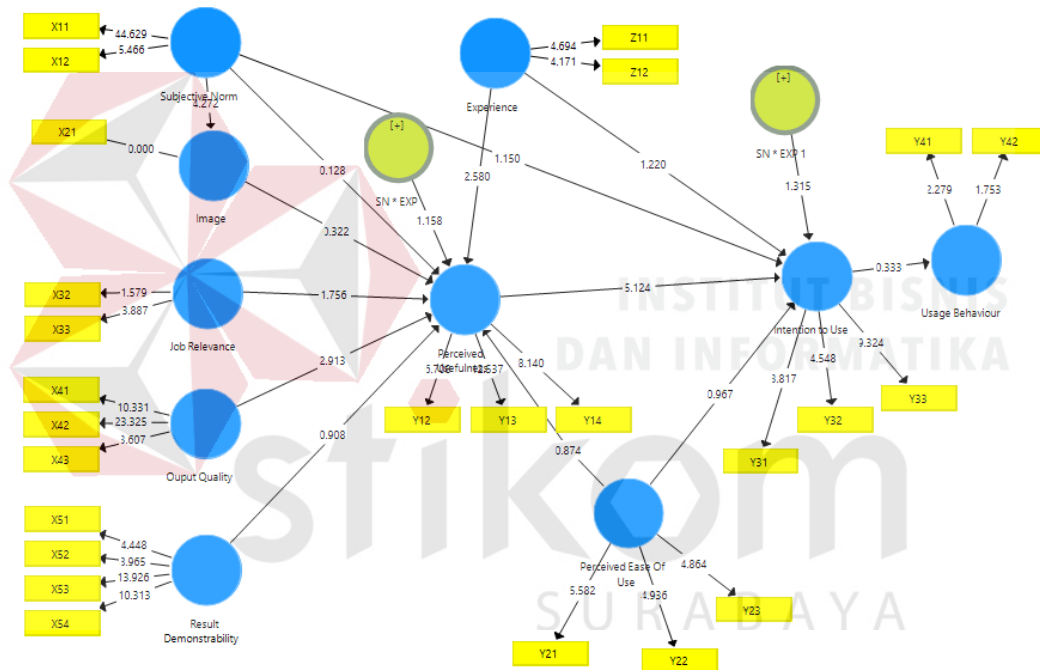 X11
X12
44.629
5.466
Subjective Norm
4.272
X21
0.000
Image
X32
X33
1.579
3.887
Job Relevance
X41
X42
X43
10.331
23.325
3.607
Ouput Quality
X51
X52
X53
X54
4.448
3.965
13.926
10.313
Result
Demonstrability
[+]
SN * EXP
1.158
0.128
0.322
1.756
2.913
0.908
Experience
4.694
4.171
Z11
Z12
2.580
1.150
1.220
[+]
SN * EXP 1
1.315
Perceived
Usefulness
12.637
8.140
Y12
Y13
Y14
5.124
0.874
0.967
Intention to Use
3.817
4.548
9.324
Y31
Y32
Y33
0.333
Usage Behaviour
2.279
1.753
Y41
Y42
Perceived Ease Of
Use
5.582
4.936
4.864
Y21
Y22
Y23
INSTITUT BISNIS
DAN INFORMATIKA
stikom
SURABAYA